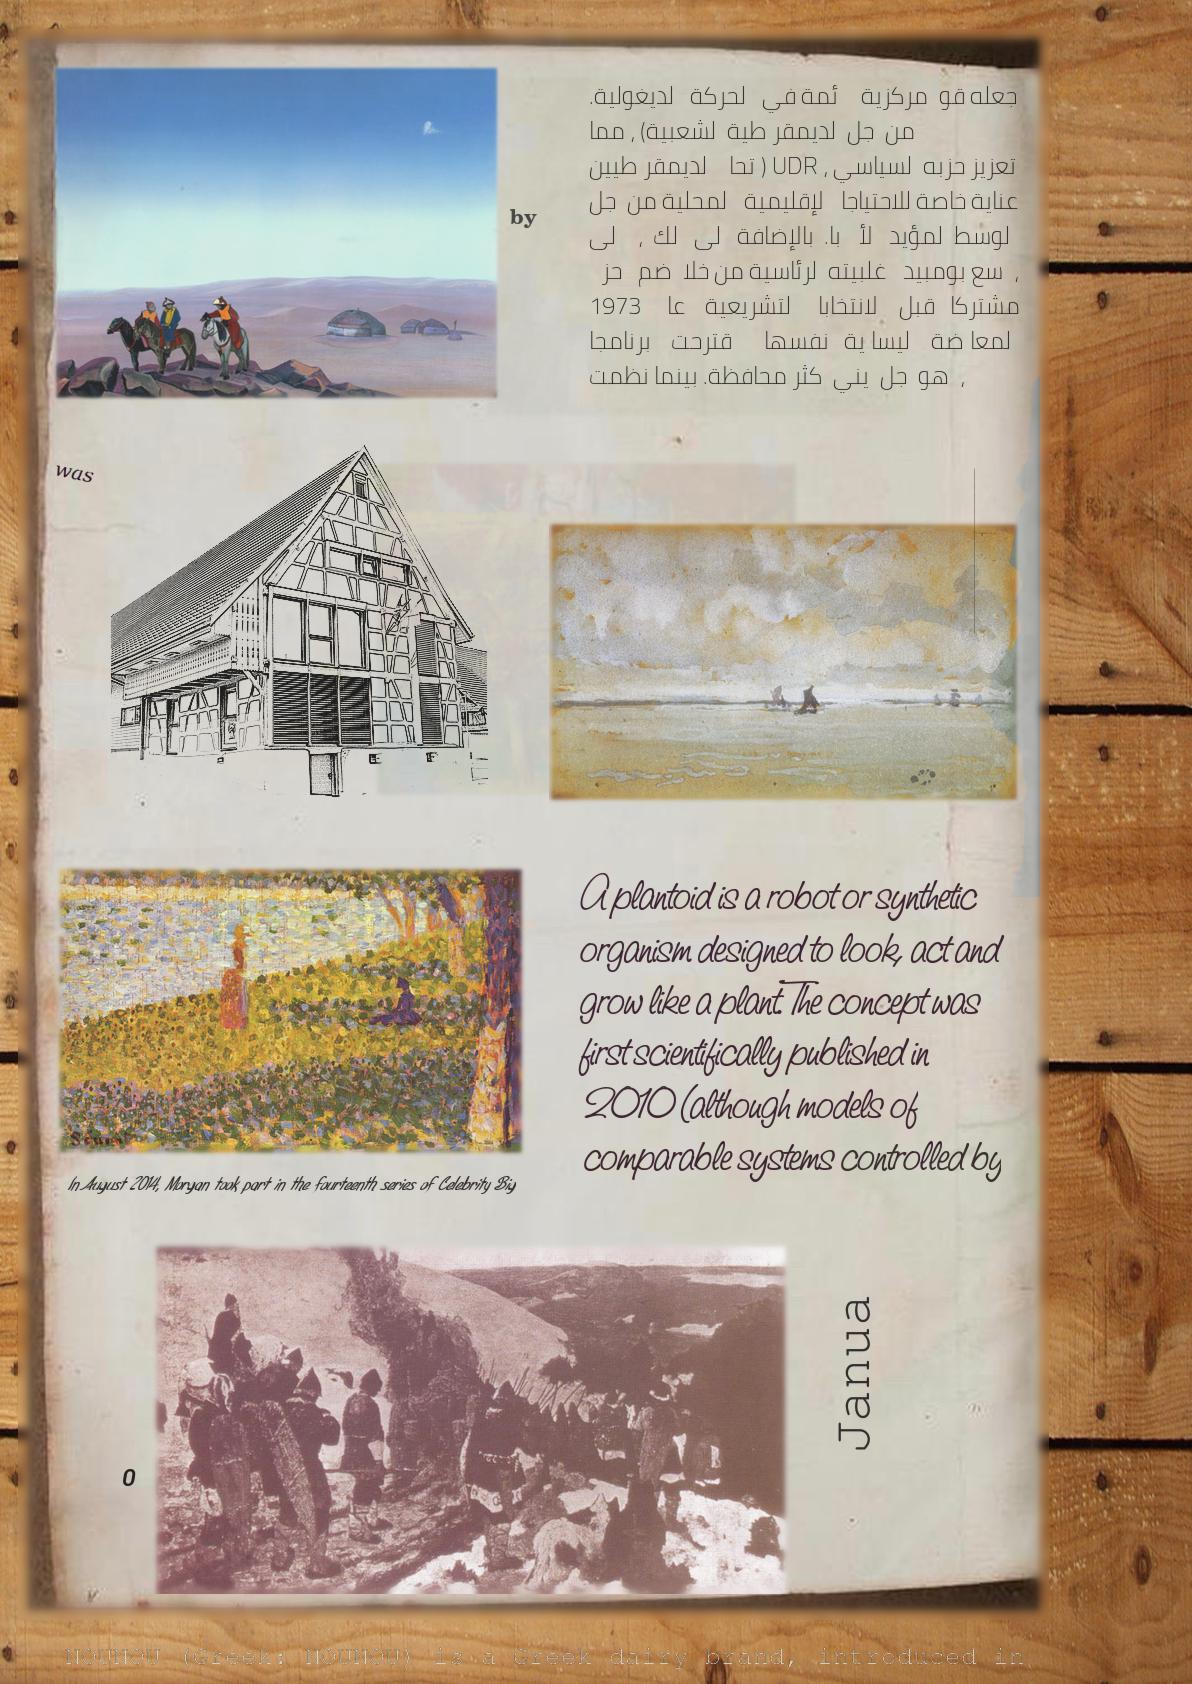 by
جعله قو مركزية ئمة في لحركة لديغولية.
من جل لديمقر طية لشعبية) , مما
تعزيز حزبه لسياسي , UDR ( تحا لديمقر طيين
عناية خاصة للاحتياجا لإقليمية لمحلية من جل
لوسط لمؤيد لأ با. بالإضافة لى لك , لى
, سع بومبيد غلبيته لرئاسية من خلا ضم حز
مشتركا قبل لانتخابا لتشريعية عا 1973
لمعا ضة ليسا ية نفسها قترحت برنامجا
, هو جل يني كثر محافظة. بينما نظمت
was
A plantoid is a robot or synthetic
organism designed to look, act and
grow like a plant. The concept was
first scientifically published in
2010 (although models of
comparable systems controlled by
In August 2014, Morgan took part in the fourteenth series of Celebrity Big
Janua
0
NOUNOU (Greek: ΝΟΥΝΟΥ) is a Greek dairy brand, introduced in